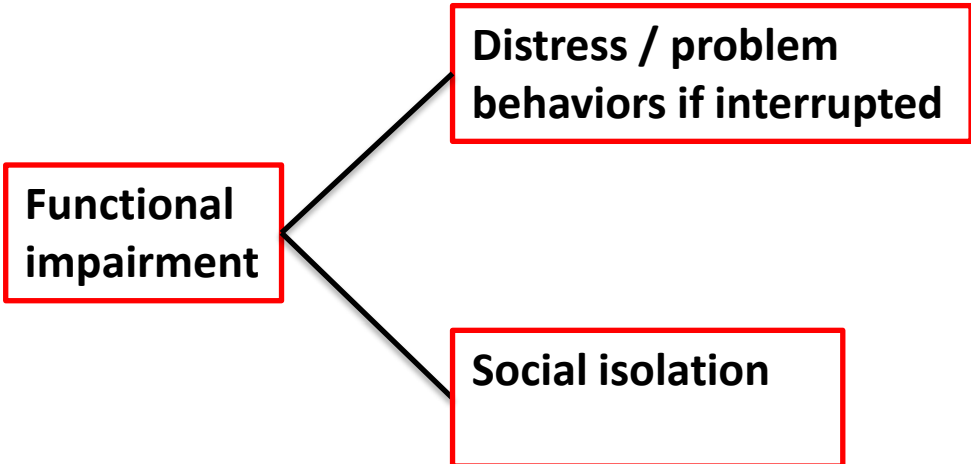 Distress / problem
behaviors if interrupted
Functional
impairment
Social isolation